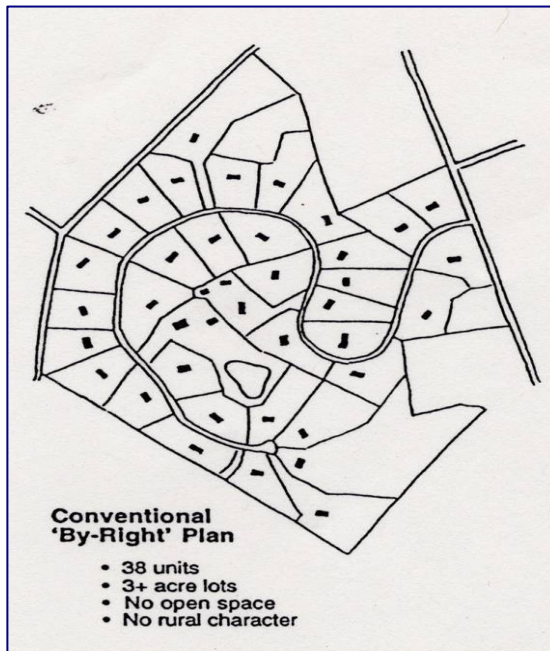 Conventional
'By-Right' Plan
• 38 units
• 3+ acre lots
• No open space
• No rural character